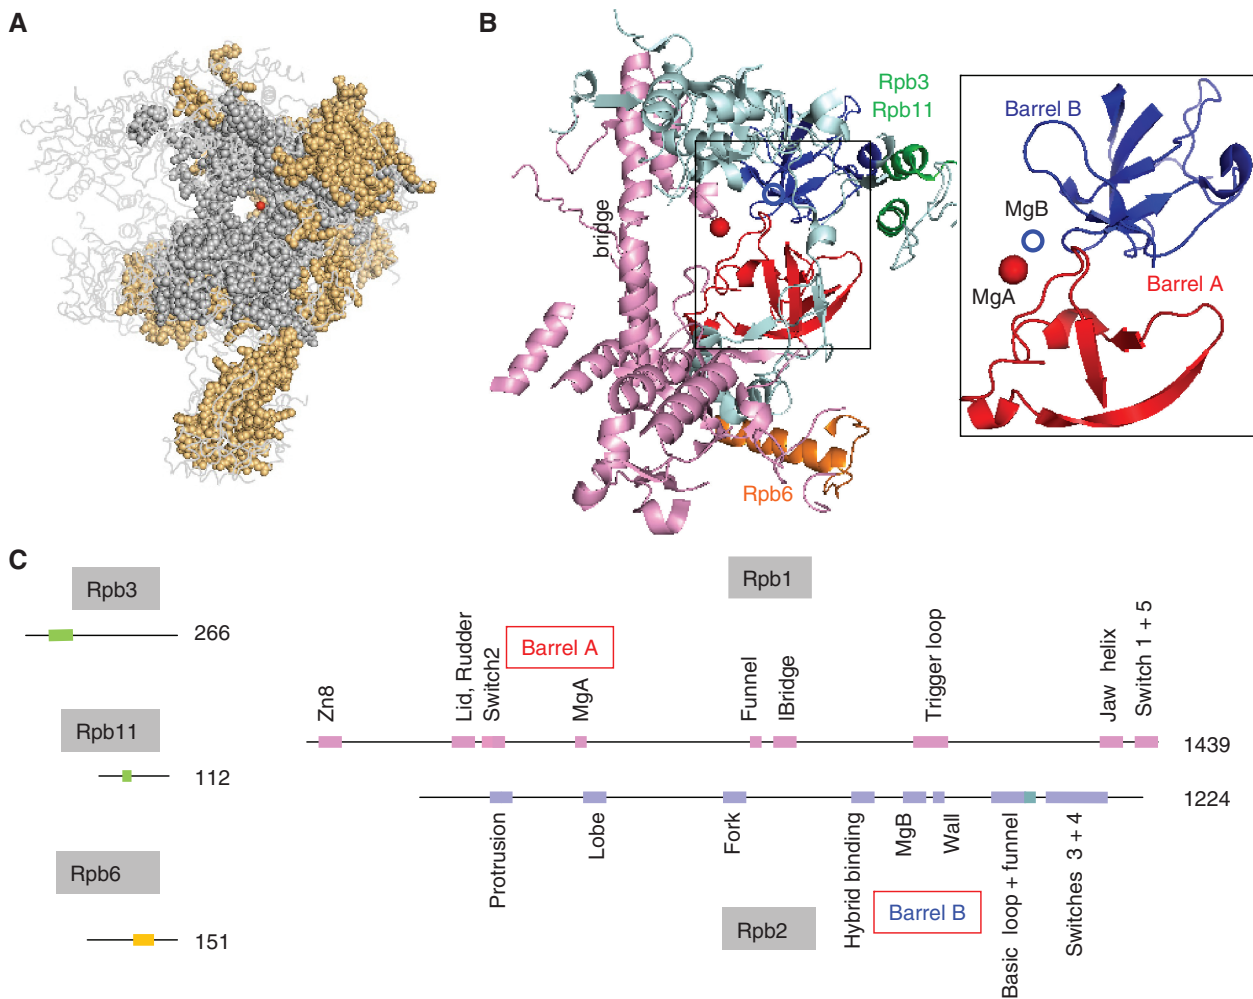 A
B
Rpb3
Rpb11
bridge
Rpb6
Barrel B
MgB
MgA
Barrel A
C
Rpb3
266
Rpb11
112
Rpb6
151
Rpb1
Barrel A
Zn8
Lid, Rudder
Switch2
MgA
Funnel
lBridge
Trigger loop
Jaw helix
Switch 1 + 5
1439
1224
Protrusion
Lobe
Fork
Hybrid binding
MgB
Wall
Basic loop + funnel
Switches 3 + 4
Rpb2
Barrel B